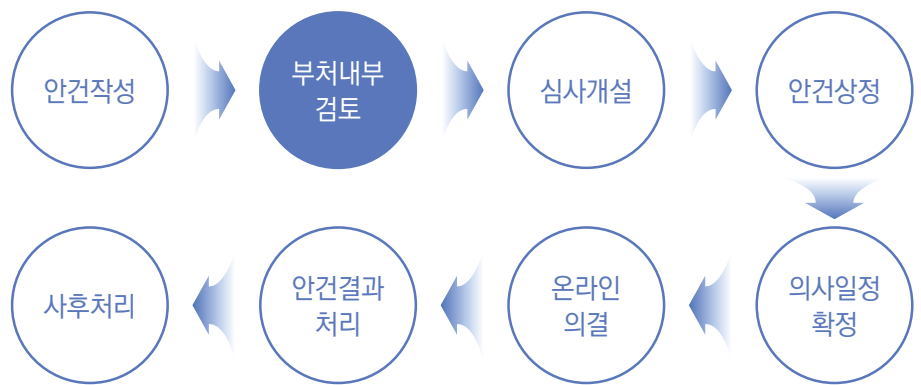 안건작성
부처내부
검토
심사개설
안건상정
의사일정
확정
온라인
의결
안건결과
처리
사후처리